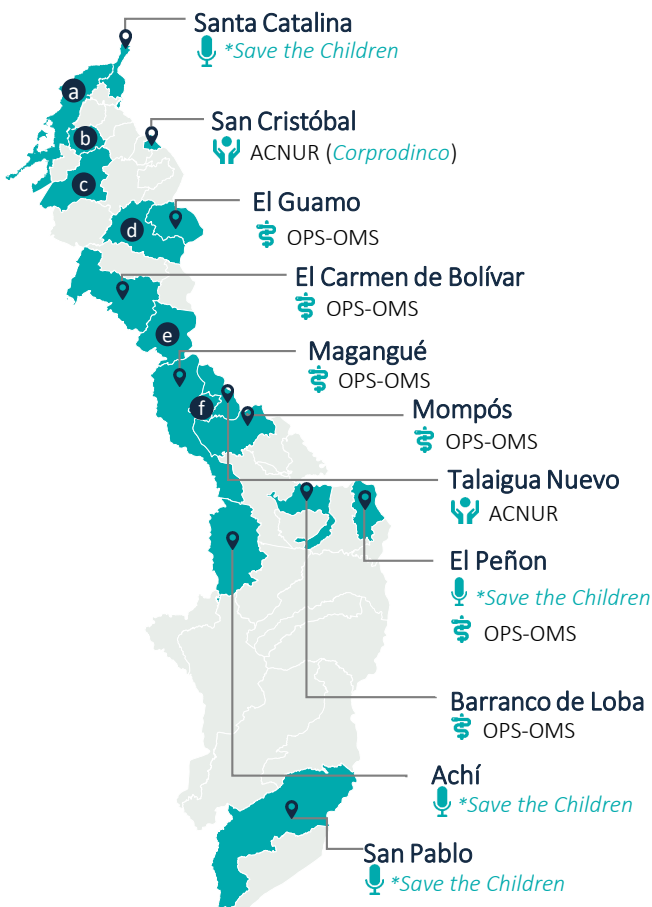 Santa Catalina
*Save the Children
a
San Cristóbal
b
ACNUR (Corprodinco)
c
El Guamo
d
OPS-OMS
El Carmen de Bolívar
OPS-OMS
e
Magangué
OPS-OMS
f
Mompós
OPS-OMS
Talaigua Nuevo
ACNUR
El Peñon
*Save the Children
OPS-OMS
Barranco de Loba
OPS-OMS
Achí
*Save the Children
San Pablo
*Save the Children